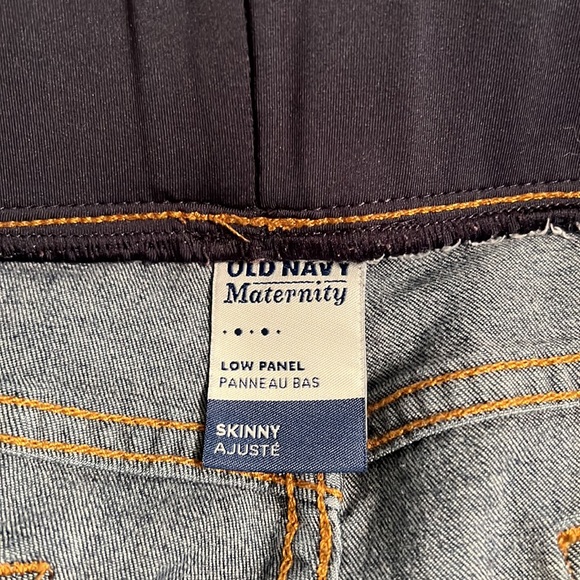 OLD NAVY
Maternity
LOW PANEL
PANNEAU BAS
SKINNY
AJUSTÉ